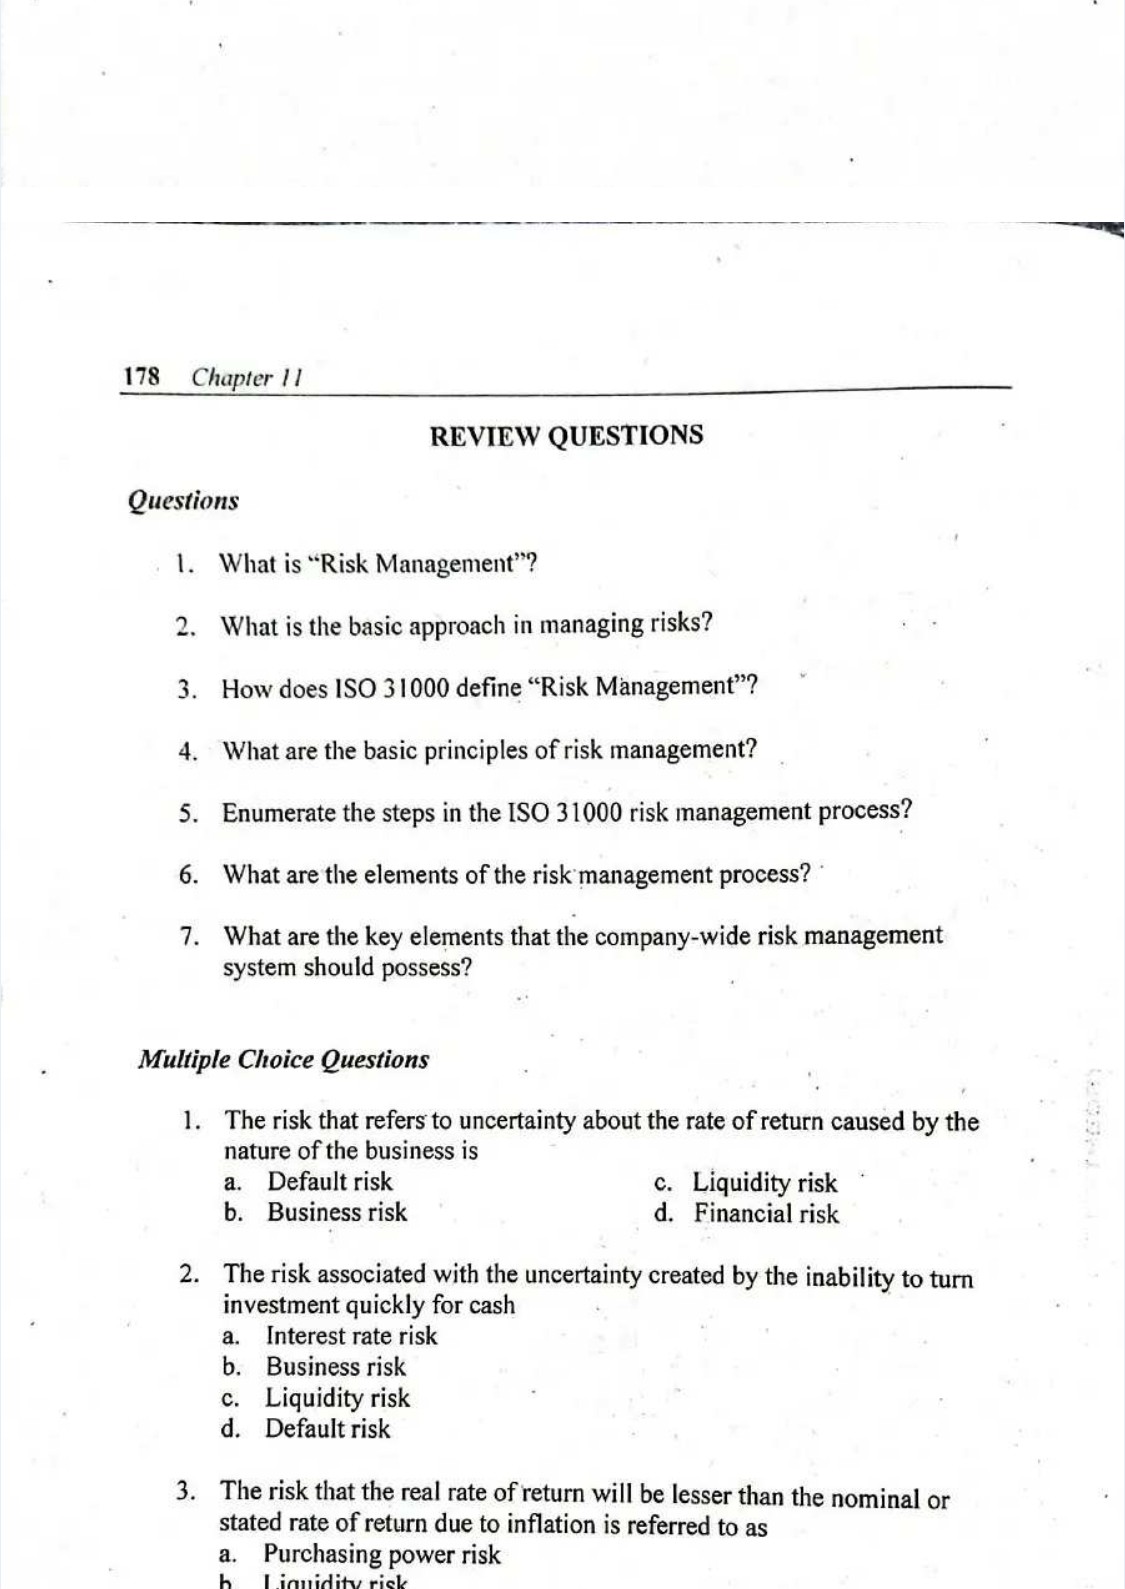 178 Chapter 11
REVIEW QUESTIONS
Questions
1. What is “Risk Management”?
2. What is the basic approach in managing risks?
3. How does ISO 31000 define “Risk Management”?
4. What are the basic principles of risk management?
5. Enumerate the steps in the ISO 31000 risk management process?
6. What are the elements of the risk management process?
7. What are the key elements that the company-wide risk management
system should possess?
Multiple Choice Questions
1. The risk that refers to uncertainty about the rate of return caused by the
nature of the business is
a. Default risk c. Liquidity risk
b. Business risk d. Financial risk
2. The risk associated with the uncertainty created by the inability to turn
investment quickly for cash
a. Interest rate risk
b. Business risk
c. Liquidity risk
d. Default risk
3. The risk that the real rate of return will be lesser than the nominal or
stated rate of return due to inflation is referred to as
a. Purchasing power risk
b. Liquidity risk